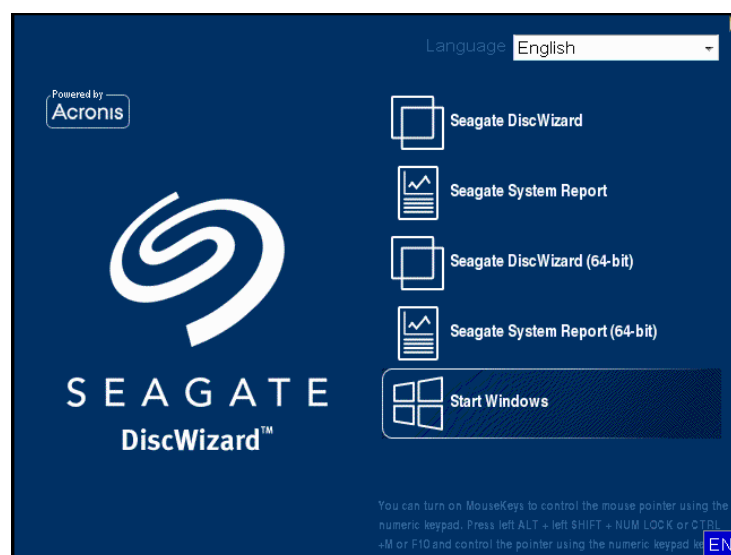 Language English
Powered by
Acronis
Seagate DiscWizard
Seagate System Report
Seagate DiscWizard (64-bit)
Seagate System Report (64-bit)
SEAGATE
DiscWizard™
Start Windows
You can turn on MouseKeys to control the mouse pointer using the
numeric keypad. Press left ALT + left SHIFT + NUM LOCK or CTRL
+M or F10 and control the pointer using the numeric keypad
EN